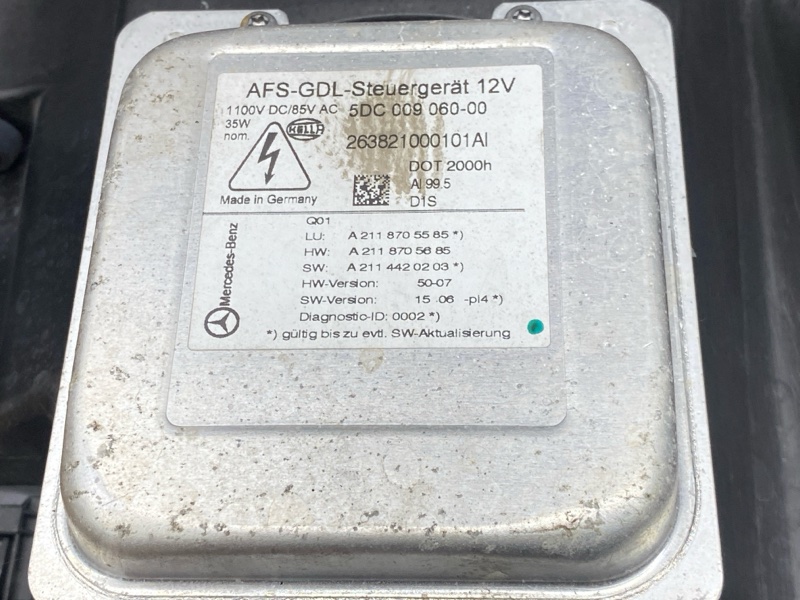 AFS-GDL-Steuergerät 12V
1100V DC/85V AC 5DC 009 060-00
35W
nom.
HELLA
263821000101AI
DOT 2000h
Al 99.5
D1S
Made in Germany
Mercedes-Benz
Q01
LU: A 211 870 55 85 *)
HW: A 211 870 56 85
SW: A 211 442 02 03 *)
HW-Version: 50-07
SW-Version: 15 06 -pl4 *)
Diagnostic-ID: 0002 *)
*) gültig bis zu evtl. SW-Aktualisierung